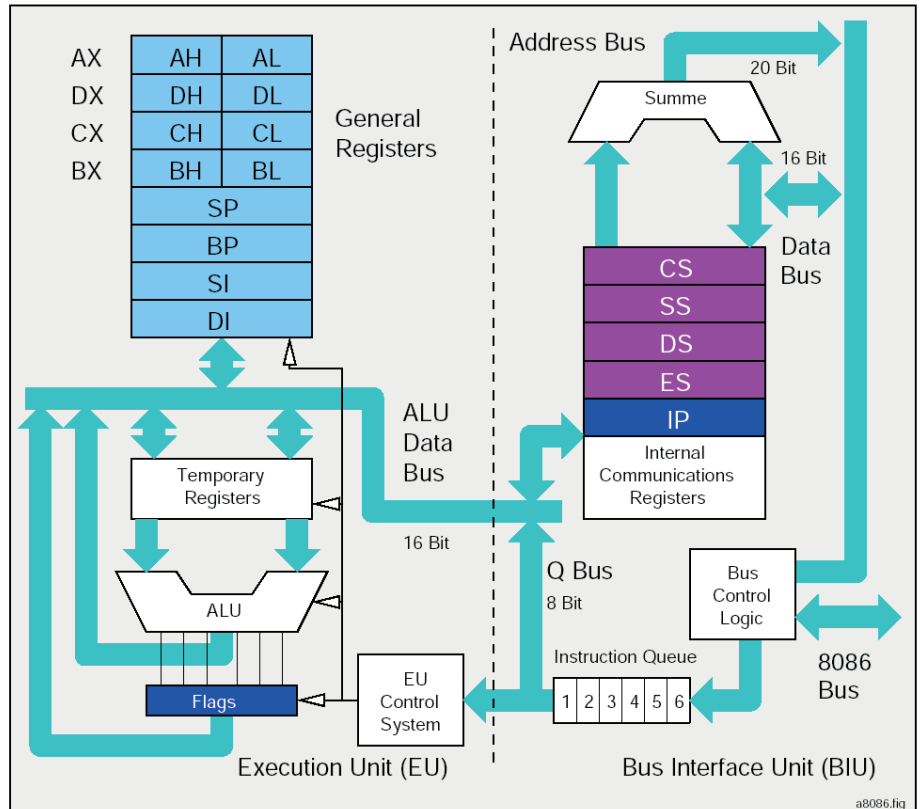 AX
AH
AL
DX
DH
DL
CX
CH
CL
BX
BH
BL
SP
BP
SI
DI
General
Registers
Temporary
Registers
ALU
Flags
ALU
Data
Bus
16 Bit
EU
Control
System
Execution Unit (EU)
Address Bus
20 Bit
Summe
16 Bit
Data
Bus
CS
SS
DS
ES
IP
Internal
Communications
Registers
Q Bus
8 Bit
Bus
Control
Logic
8086
Bus
Instruction Queue
1 2 3 4 5 6
Bus Interface Unit (BIU)
a8086.fig